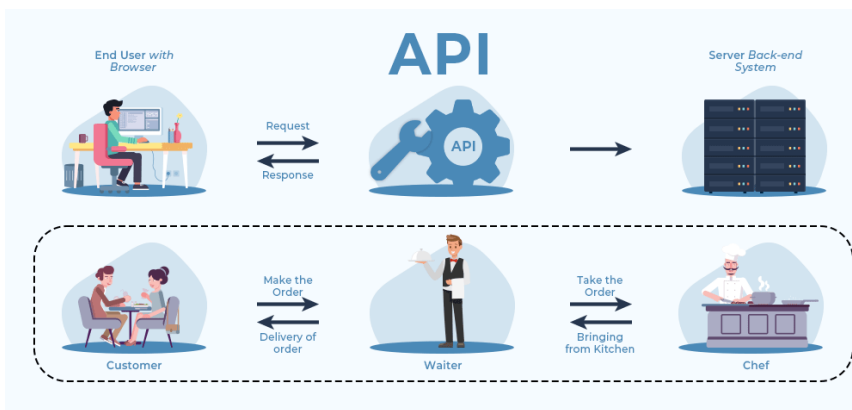 API
End User with
Browser
Server Back-end
System
Request
API
Response
Make the
Order
Take the
Order
Delivery of
order
Bringing
from Kitchen
Customer
Waiter
Chef